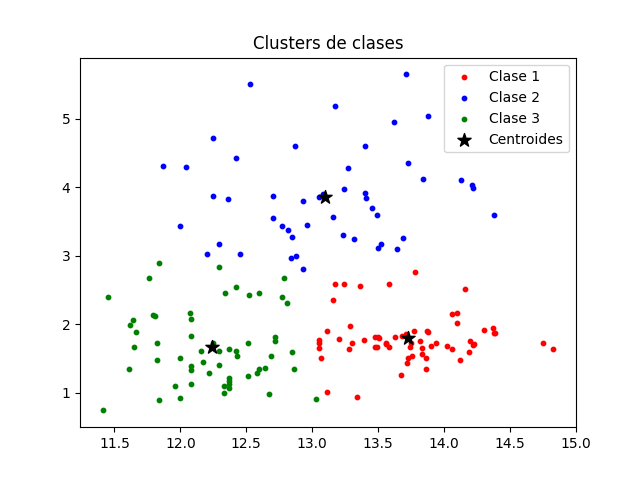 Clusters de clases
Clase 1
Clase 2
Clase 3
Centroides
5
4
3
2
1
11.5 12.0 12.5 13.0 13.5 14.0 14.5 15.0